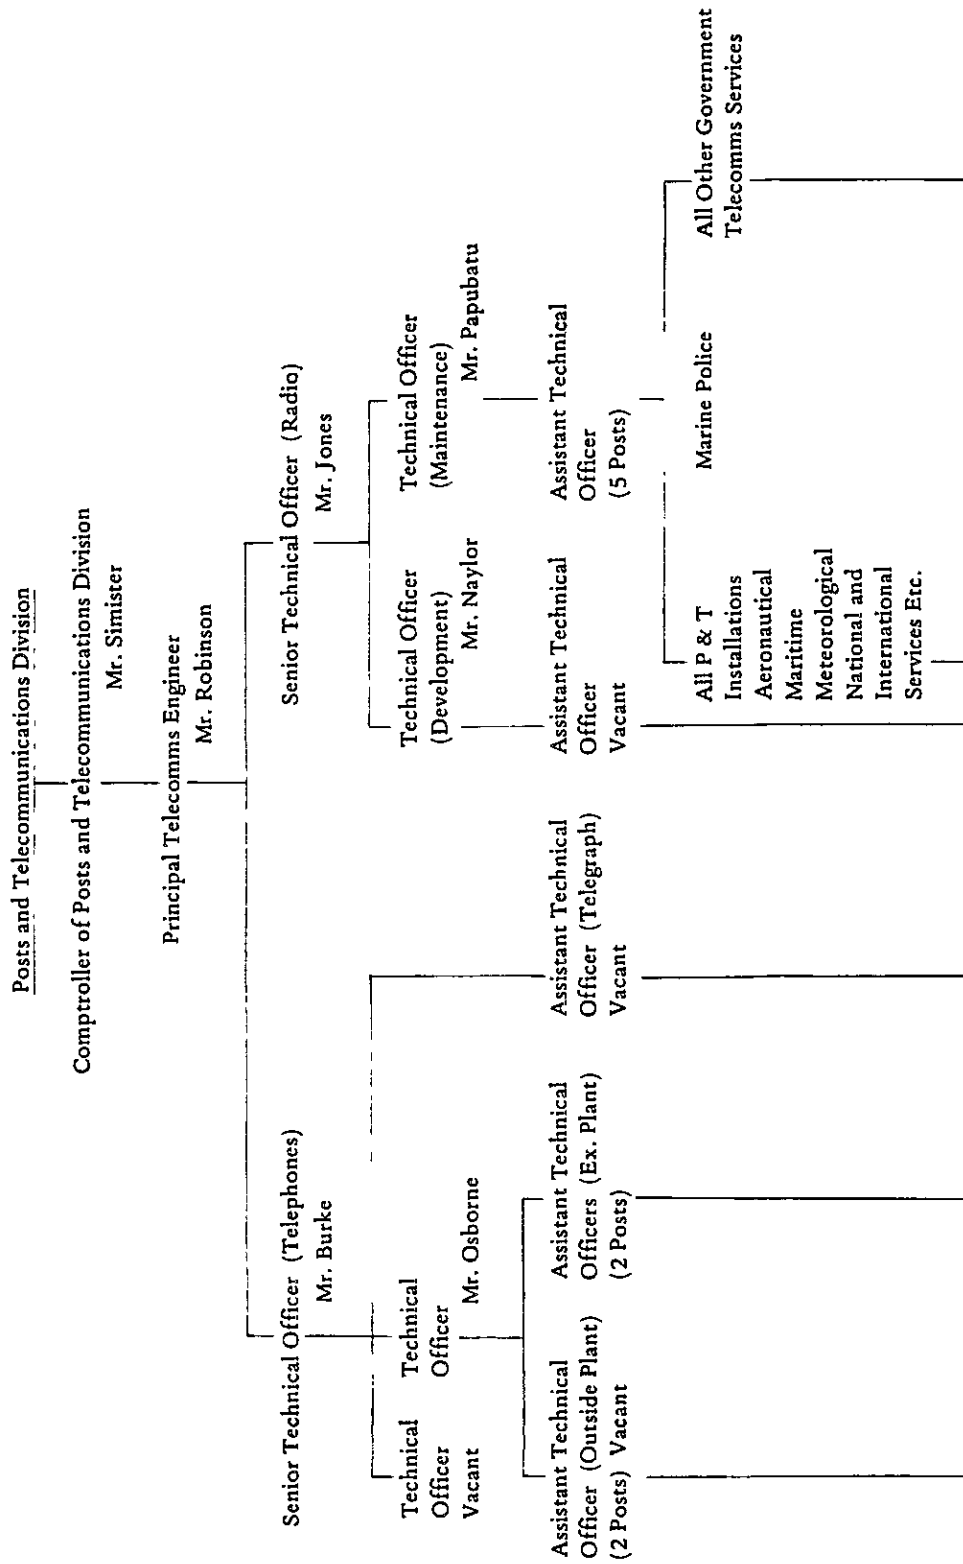 Posts and Telecommunications Division
Comptroller of Posts and Telecommunications Division
Mr. Simister
Principal Telecomms Engineer
Mr. Robinson
Senior Technical Officer (Telephones)
Mr. Burke
Senior Technical Officer (Radio)
Mr. Jones
Technical
Officer
Vacant
Technical
Officer
Mr. Osborne
Technical Officer
(Development)
Mr. Naylor
Technical Officer
(Maintenance)
Mr. Papubatu
Assistant Technical
Officer (Outside Plant)
(2 Posts) Vacant
Assistant Technical
Officers (Ex. Plant)
(2 Posts)
Assistant Technical
Officer (Telegraph)
Vacant
Assistant Technical
Officer
Vacant
Assistant Technical
Officer
(5 Posts)
All P & T
Installations
Aeronautical
Maritime
Meteorological
National and
International
Services Etc.
Marine Police
All Other Government
Telecomms Services